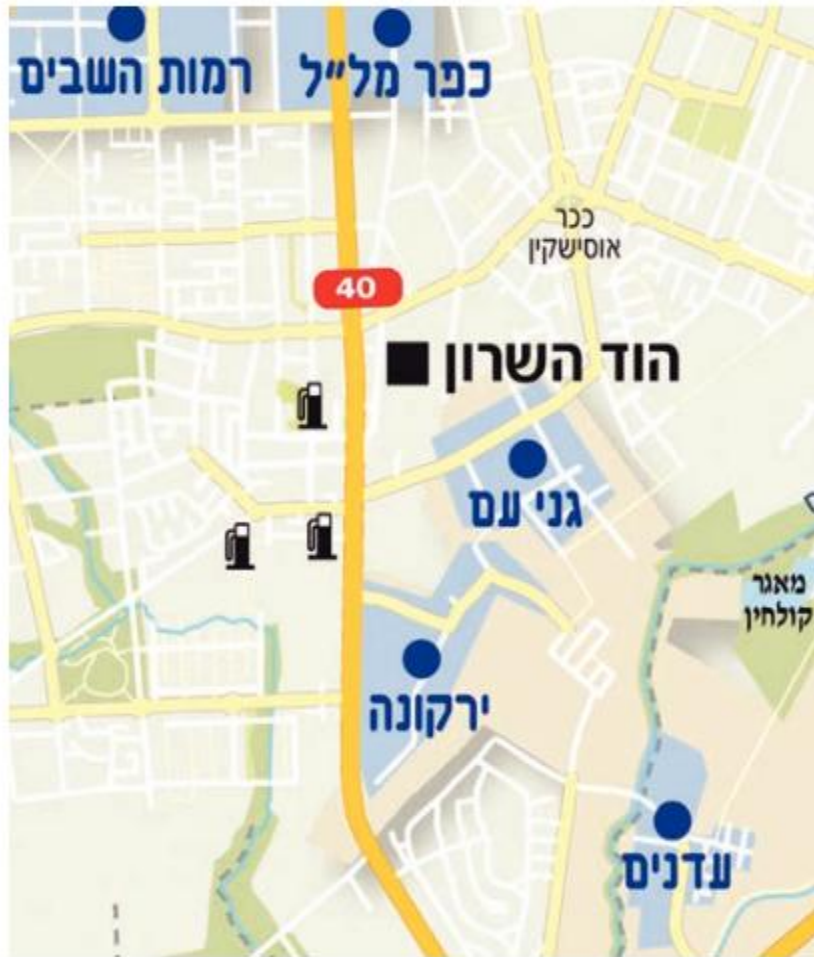 כפר מל״ל
רמות השבים
ככר
אוסישקין
40
הוד השרון
גני עם
מאגר
קולחין
ירקונה
עדנים